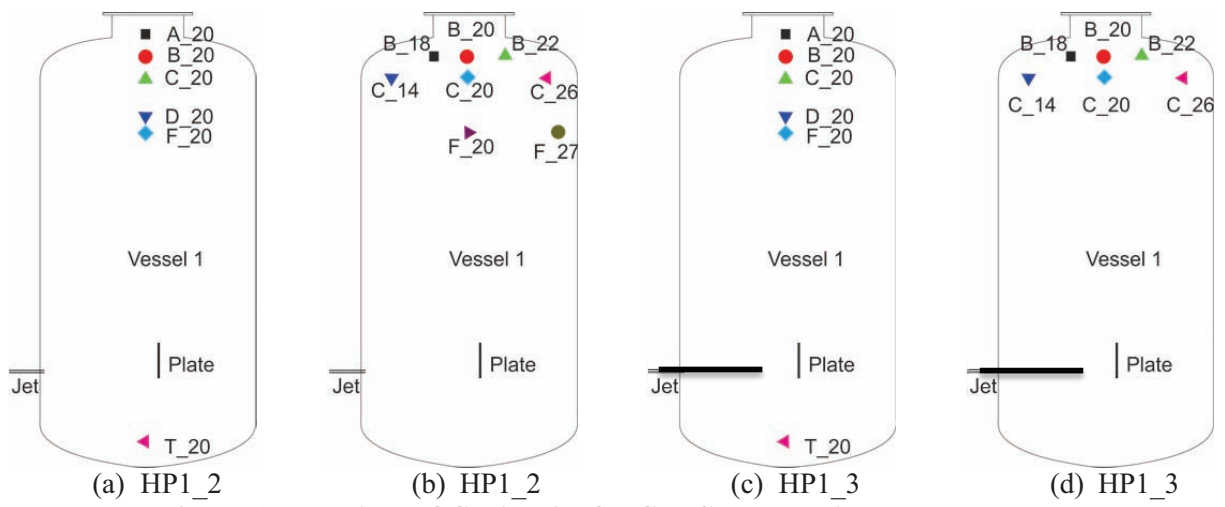 A_20
B_20
C_20
D_20
F_20
Vessel 1
Plate
Jet
T_20
(a) HP1_2
B_20
B_18
B_22
C_14
C_20
C_26
F_20
F_27
Vessel 1
Plate
Jet
(b) HP1_2
A_20
B_20
C_20
D_20
F_20
Vessel 1
Plate
Jet
T_20
(c) HP1_3
B_20
B_18
B_22
C_14
C_20
C_26
Vessel 1
Plate
Jet
(d) HP1_3